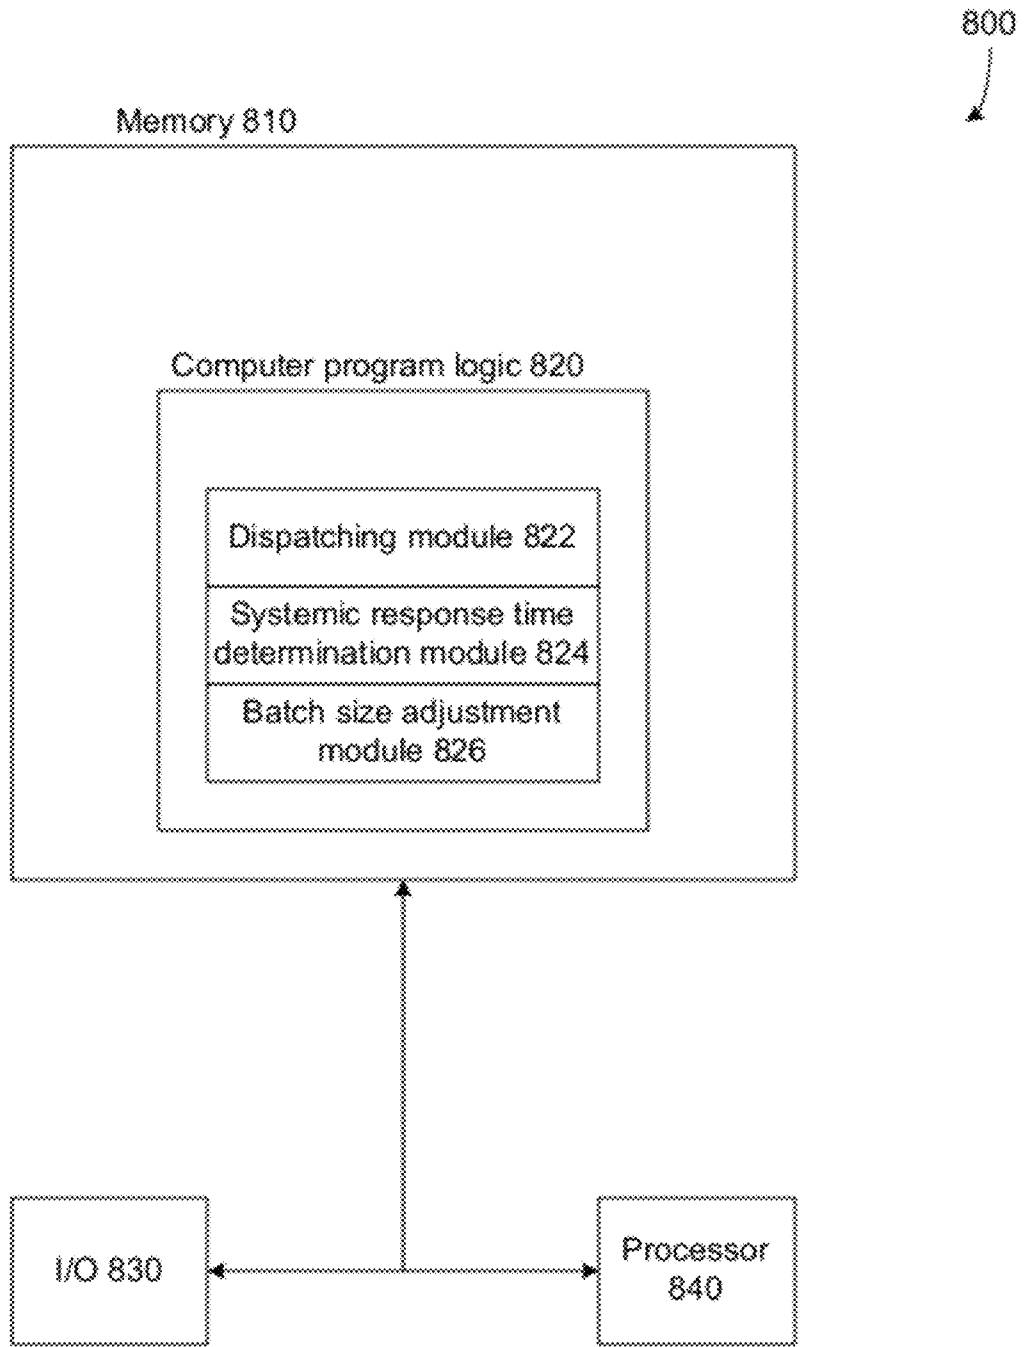 800
Memory 810
Computer program logic 820
Dispatching module 822
Systemic response time
determination module 824
Batch size adjustment
module 826
I/O 830
Processor
840